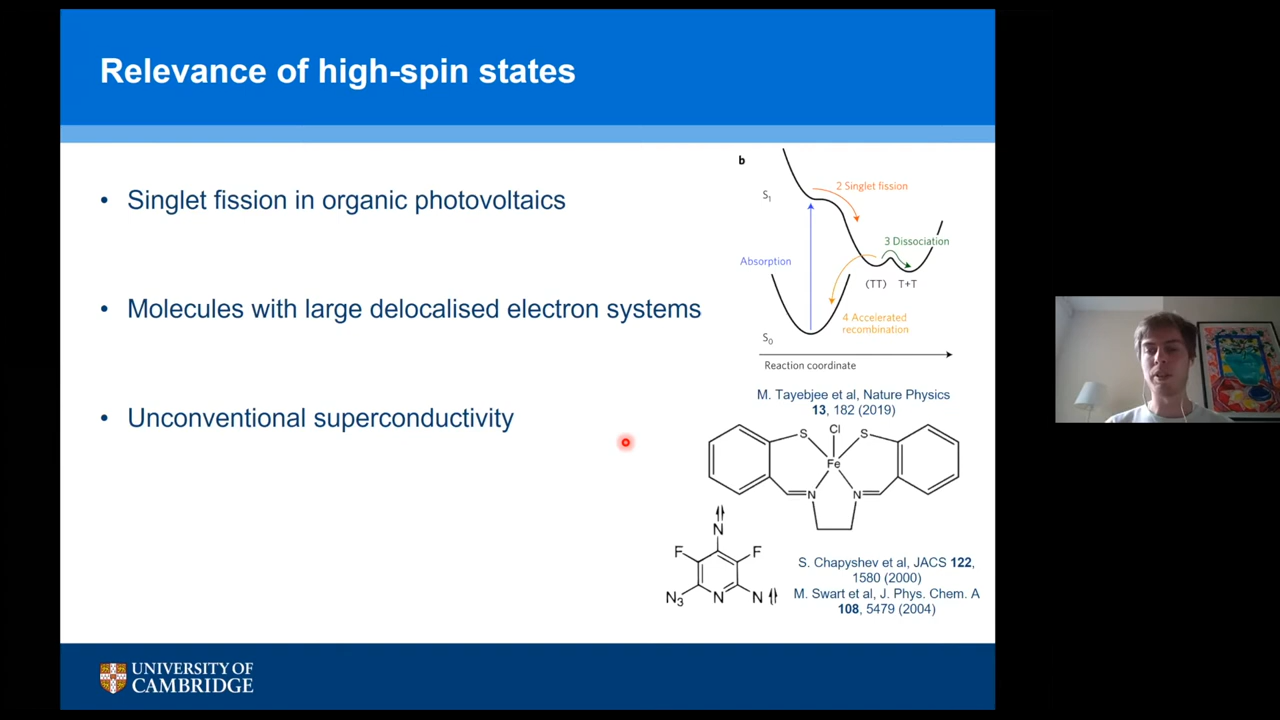 Relevance of high-spin states
• Singlet fission in organic photovoltaics
• Molecules with large delocalised electron systems
• Unconventional superconductivity
b
S1
2 Singlet fission
3 Dissociation
Absorption
(TT) T+T
4 Accelerated
recombination
S0
Reaction coordinate
M. Tayebjee et al, Nature Physics
13, 182 (2019)
Cl
S S
Fe
N N
N
F F
N3 N N
S. Chapyshev et al, JACS 122,
1580 (2000)
M. Swart et al, J. Phys. Chem. A
108, 5479 (2004)
UNIVERSITY OF
CAMBRIDGE